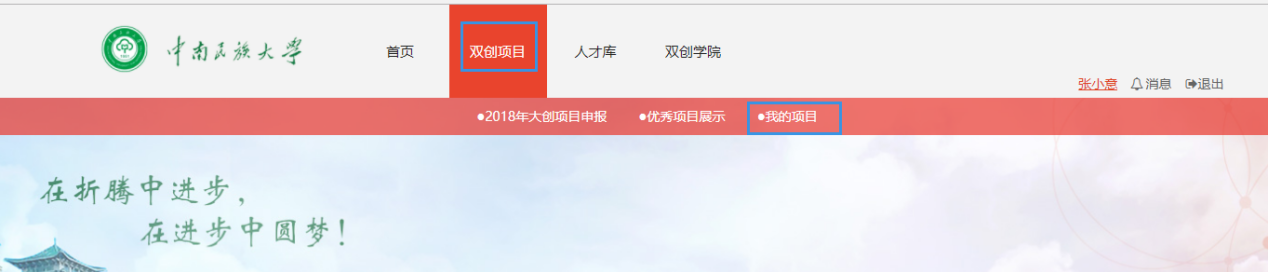 中南民族大学
首页
双创项目
人才库
双创学院
张小意 消息 退出
●2018年大创项目申报 ●优秀项目展示 ●我的项目
在折腾中进步，
在进步中圆梦！